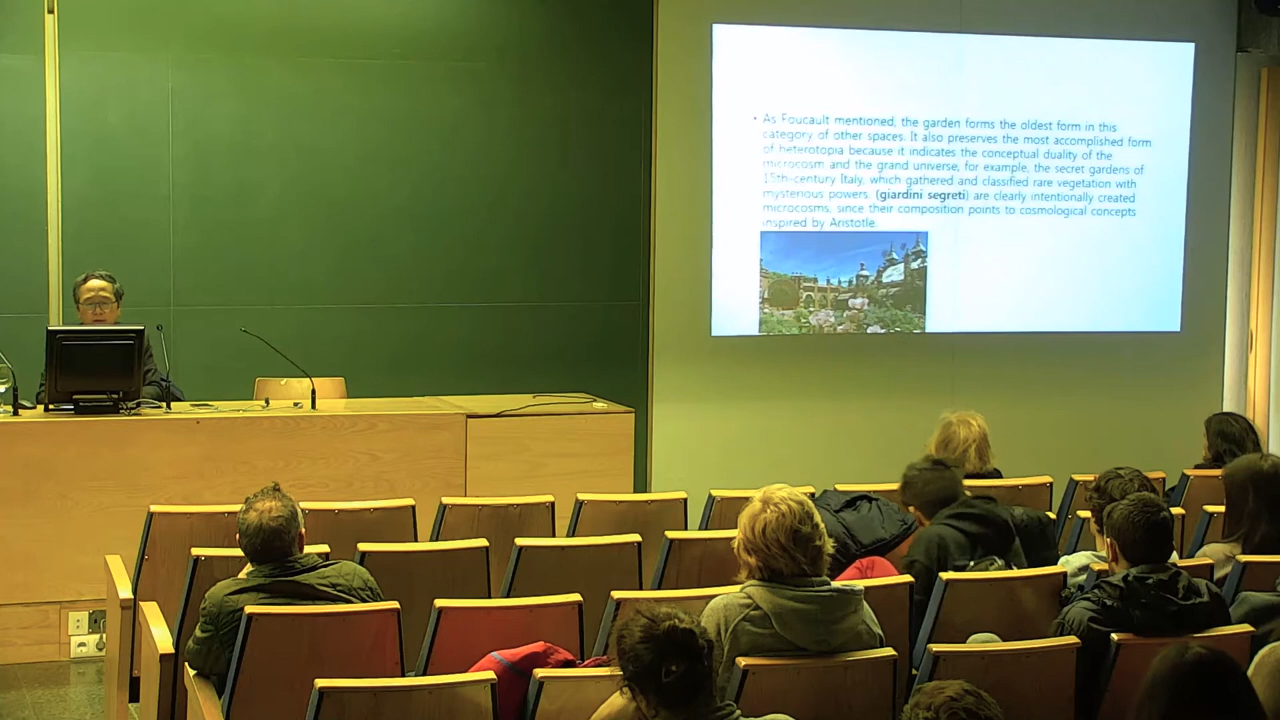 • As Foucault mentioned, the garden forms the oldest form in this
category of other spaces. It also preserves the most accomplished form
of heterotopia because it indicates the conceptual duality of the
microcosm and the grand universe, for example, the secret gardens of
15th-century Italy, which gathered and classified rare vegetation with
mysterious powers. (giardini segreti) are clearly intentionally created
microcosms, since their composition points to cosmological concepts
inspired by Aristotle.